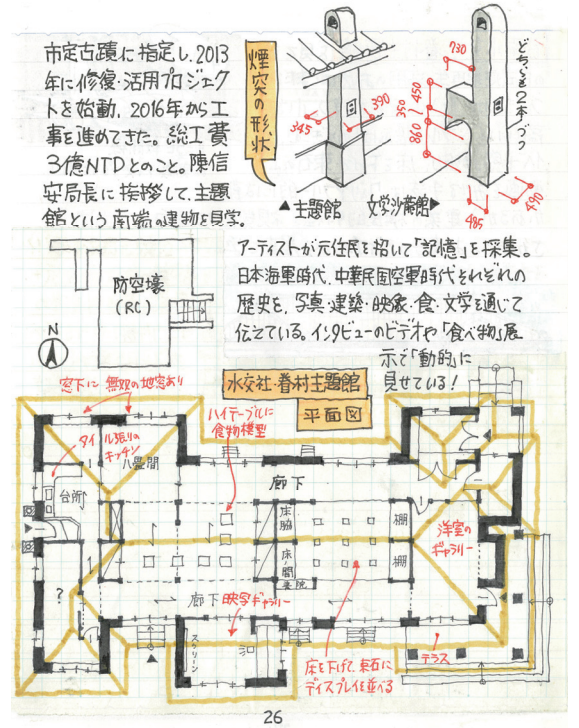 市定古蹟に指定し、2013
年に修復・活用プロジェク
トを始動、2016年から工
事を進めてきた。総工費
3億NTDとのこと。陳信
安局長に挨拶して、主題
館という南端の建物を見学。
煙突の形状
345
390
▲主題館
730
450
350
860
485
490
どちらも2本づつ
文学沙龍館▶
アーティストが元住民を招いて「記憶」を採集。
日本海軍時代、中華民国空軍時代それぞれの
歴史を、写真・建築・映象・食・文学を通じて
伝えている。インタビューのビデオや「食べ物」展
示で「動的」に
見せている!
防空壕
(RC)
N
水交社・眷村主題館
平面図
窓下に無双の地窓あり
タイル張りの
キッチン
ハイテーブルに
食物模型
八畳間
台所
廊下
床脇
床間
書院
棚
棚
洋室の
ギャラリー
?
廊下
映写ギャラリー
スクリーン
床を下げて、束石に
ディスプレイを並べる
テラス
26